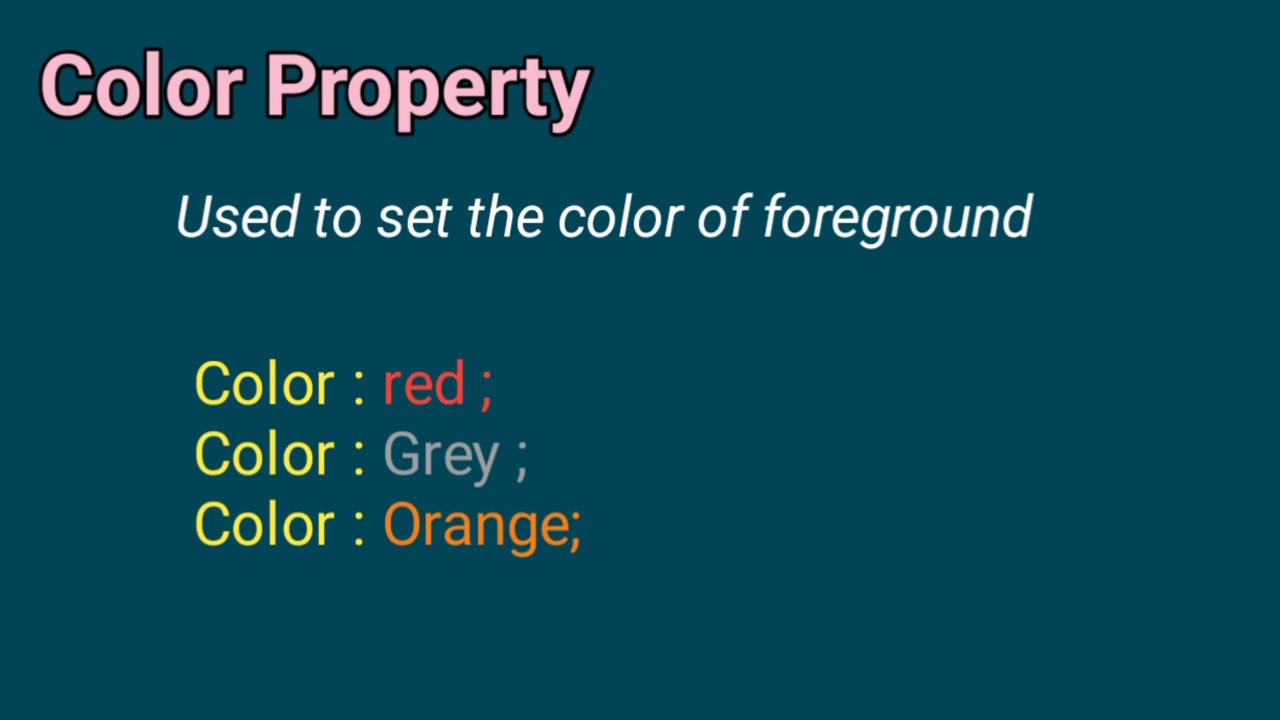 Color Property
Used to set the color of foreground
Color : red ;
Color : Grey ;
Color : Orange;